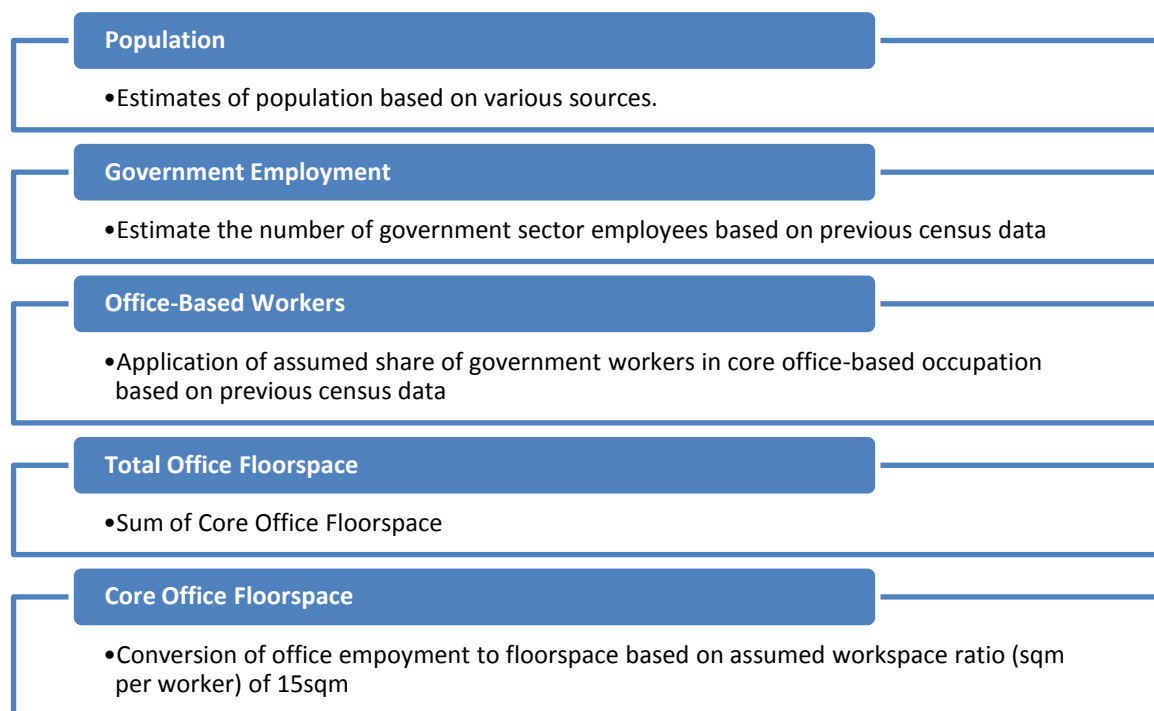 Population
•Estimates of population based on various sources.
Government Employment
•Estimate the number of government sector employees based on previous census data
Office-Based Workers
•Application of assumed share of government workers in core office-based occupation
based on previous census data
Total Office Floorspace
•Sum of Core Office Floorspace
Core Office Floorspace
•Conversion of office empoyment to floorspace based on assumed workspace ratio (sqm
per worker) of 15sqm